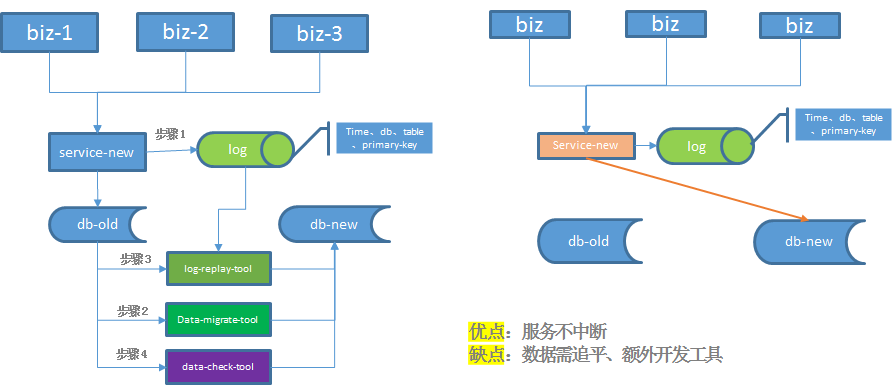 biz-1
biz-2
biz-3
步骤1
service-new
log
Time、db、table
、primary-key
db-old
db-new
步骤3
log-replay-tool
步骤2
Data-migrate-tool
步骤4
data-check-tool
biz
biz
biz
Service-new
log
Time、db、table
、primary-key
db-old
db-new
优点：服务不中断
缺点：数据需追平、额外开发工具